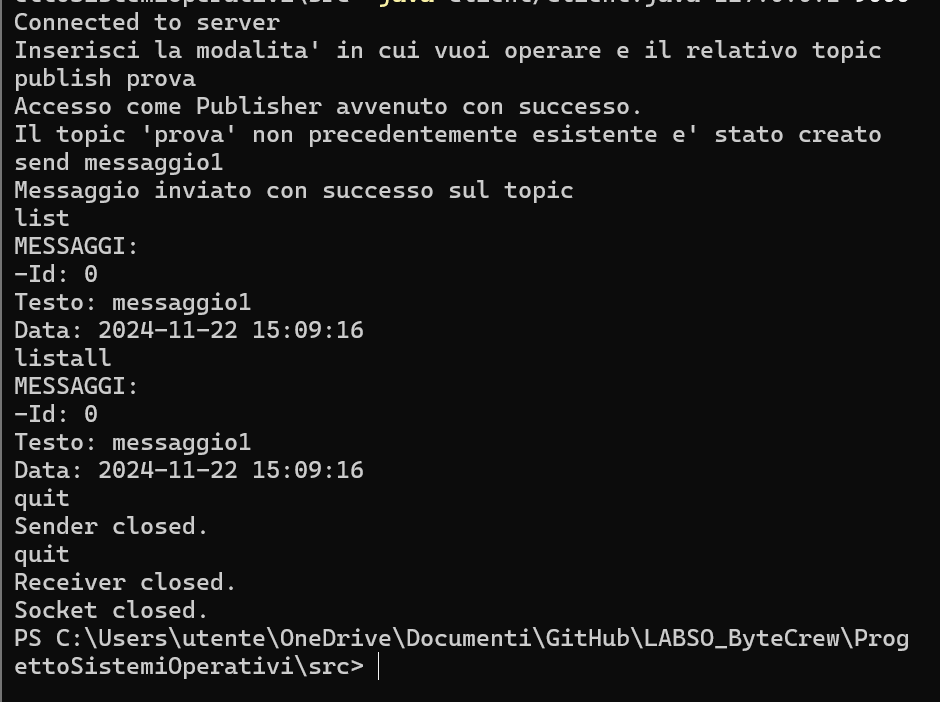 Connected to server
Inserisci la modalita' in cui vuoi operare e il relativo topic
publish prova
Accesso come Publisher avvenuto con successo.
Il topic 'prova' non precedentemente esistente e' stato creato
send messaggio1
Messaggio inviato con successo sul topic
list
MESSAGGI:
-Id: 0
Testo: messaggio1
Data: 2024-11-22 15:09:16
listall
MESSAGGI:
-Id: 0
Testo: messaggio1
Data: 2024-11-22 15:09:16
quit
Sender closed.
quit
Receiver closed.
Socket closed.
PS C:\Users\utente\OneDrive\Documenti\GitHub\LABSO_ByteCrew\Prog
ettoSistemiOperativi\src>